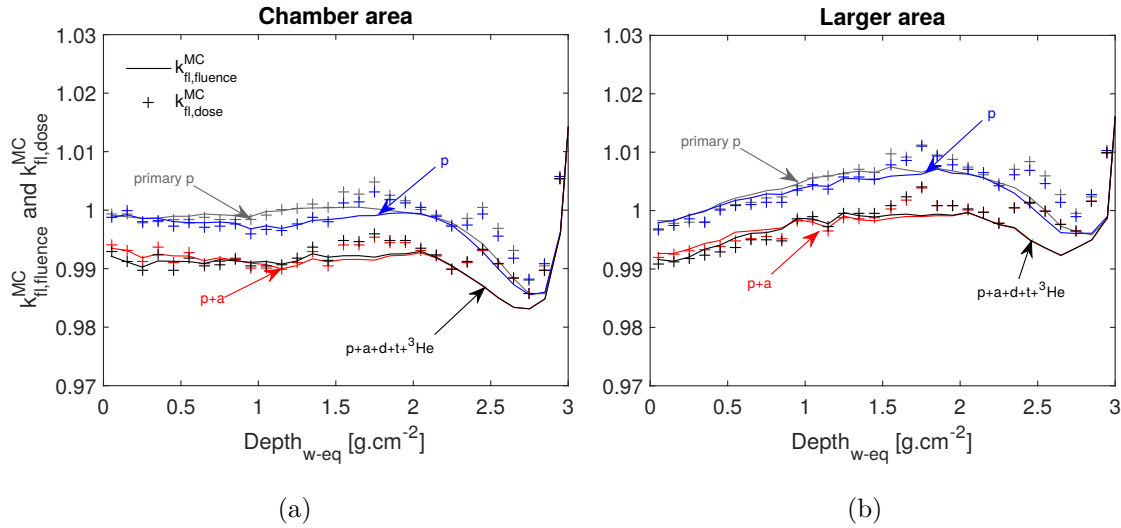 Chamber area
1.03
1.02
1.01
1
0.99
0.98
0.97
k^MC_fl,fluence and k^MC_fl,dose
k^MC_fl,fluence
k^MC_fl,dose
primary p
p
p+a
p+a+d+t+^3He
0 0.5 1 1.5 2 2.5 3
Depth_w-eq [g.cm^-2]
(a)
Larger area
1.03
1.02
1.01
1
0.99
0.98
0.97
primary p
p
p+a
p+a+d+t+^3He
0 0.5 1 1.5 2 2.5 3
Depth_w-eq [g.cm^-2]
(b)